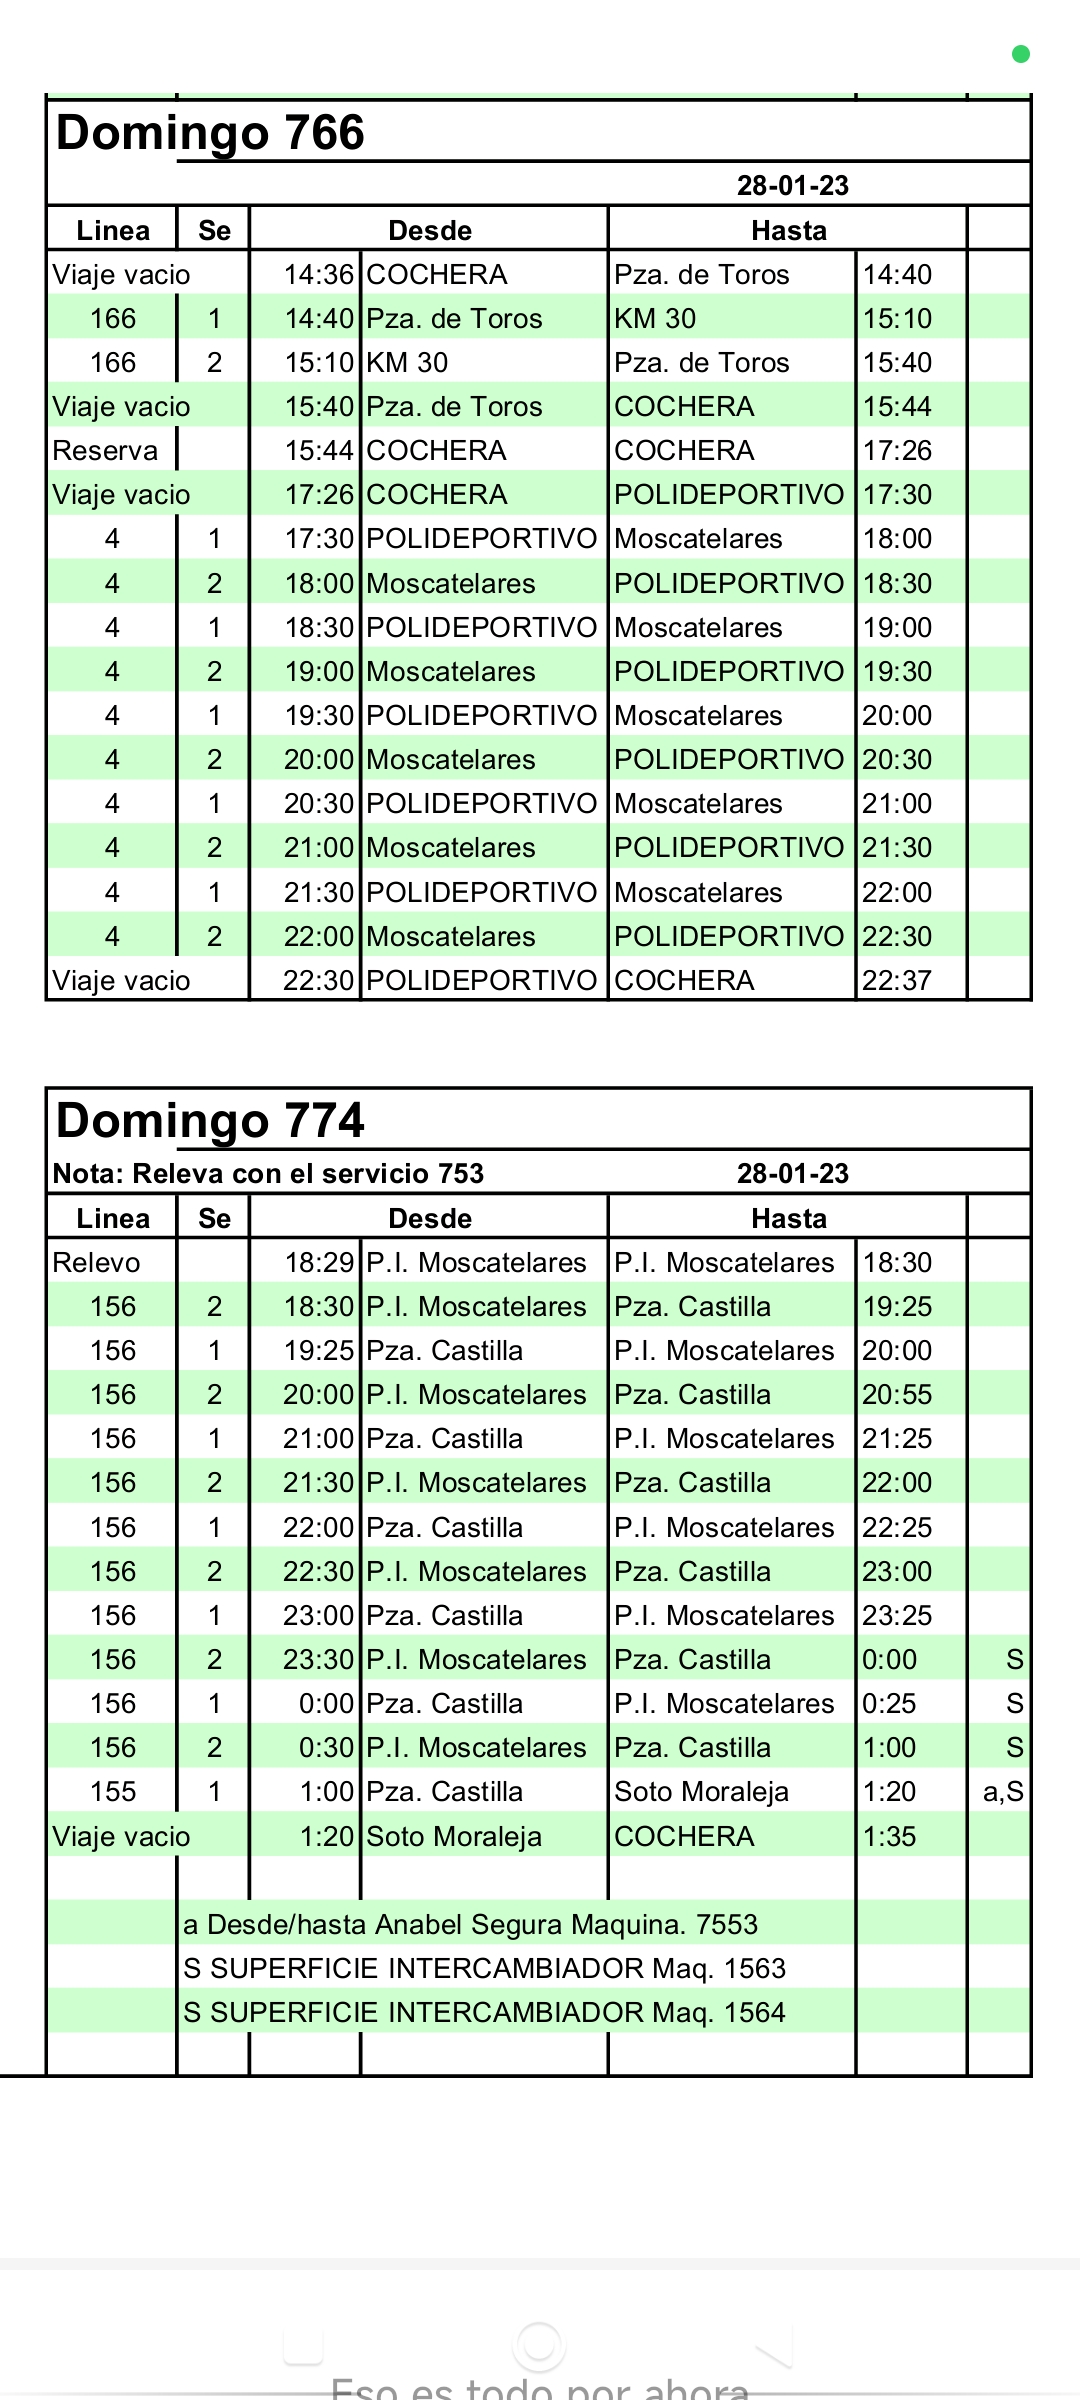 Domingo 766
28-01-23
Linea Se Desde Hasta
Viaje vacio 14:36 COCHERA Pza. de Toros 14:40
166 1 14:40 Pza. de Toros KM 30 15:10
166 2 15:10 KM 30 Pza. de Toros 15:40
Viaje vacio 15:40 Pza. de Toros COCHERA 15:44
Reserva 15:44 COCHERA COCHERA 17:26
Viaje vacio 17:26 COCHERA POLIDEPORTIVO 17:30
4 1 17:30 POLIDEPORTIVO Moscatelares 18:00
4 2 18:00 Moscatelares POLIDEPORTIVO 18:30
4 1 18:30 POLIDEPORTIVO Moscatelares 19:00
4 2 19:00 Moscatelares POLIDEPORTIVO 19:30
4 1 19:30 POLIDEPORTIVO Moscatelares 20:00
4 2 20:00 Moscatelares POLIDEPORTIVO 20:30
4 1 20:30 POLIDEPORTIVO Moscatelares 21:00
4 2 21:00 Moscatelares POLIDEPORTIVO 21:30
4 1 21:30 POLIDEPORTIVO Moscatelares 22:00
4 2 22:00 Moscatelares POLIDEPORTIVO 22:30
Viaje vacio 22:30 POLIDEPORTIVO COCHERA 22:37
Domingo 774
Nota: Releva con el servicio 753 28-01-23
Linea Se Desde Hasta
Relevo 18:29 P.I. Moscatelares P.I. Moscatelares 18:30
156 2 18:30 P.I. Moscatelares Pza. Castilla 19:25
156 1 19:25 Pza. Castilla P.I. Moscatelares 20:00
156 2 20:00 P.I. Moscatelares Pza. Castilla 20:55
156 1 21:00 Pza. Castilla P.I. Moscatelares 21:25
156 2 21:30 P.I. Moscatelares Pza. Castilla 22:00
156 1 22:00 Pza. Castilla P.I. Moscatelares 22:25
156 2 22:30 P.I. Moscatelares Pza. Castilla 23:00
156 1 23:00 Pza. Castilla P.I. Moscatelares 23:25
156 2 23:30 P.I. Moscatelares Pza. Castilla 0:00 S
156 1 0:00 Pza. Castilla P.I. Moscatelares 0:25 S
156 2 0:30 P.I. Moscatelares Pza. Castilla 1:00 S
155 1 1:00 Pza. Castilla Soto Moraleja 1:20 a,S
Viaje vacio 1:20 Soto Moraleja COCHERA 1:35
a Desde/hasta Anabel Segura Maquina. 7553
S SUPERFICIE INTERCAMBIADOR Maq. 1563
S SUPERFICIE INTERCAMBIADOR Maq. 1564
Eso es todo por ahora